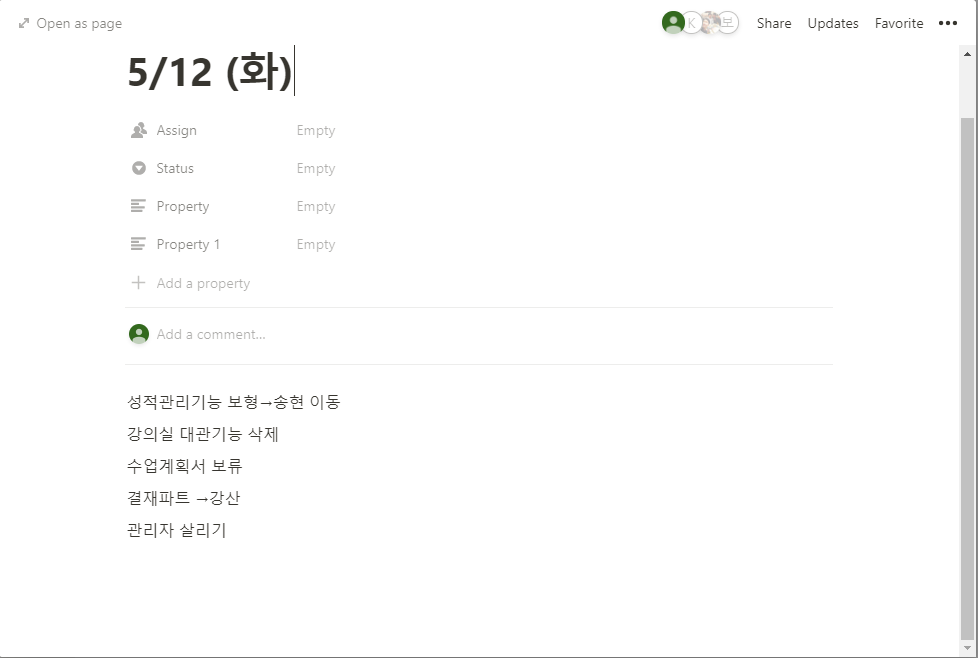 Open as page
K
보
Share
Updates
Favorite
5/12 (화)
Assign Empty
Status Empty
Property Empty
Property 1 Empty
Add a property
Add a comment...
성적관리기능 보형→송현 이동
강의실 대관기능 삭제
수업계획서 보류
결재파트 →강산
관리자 살리기